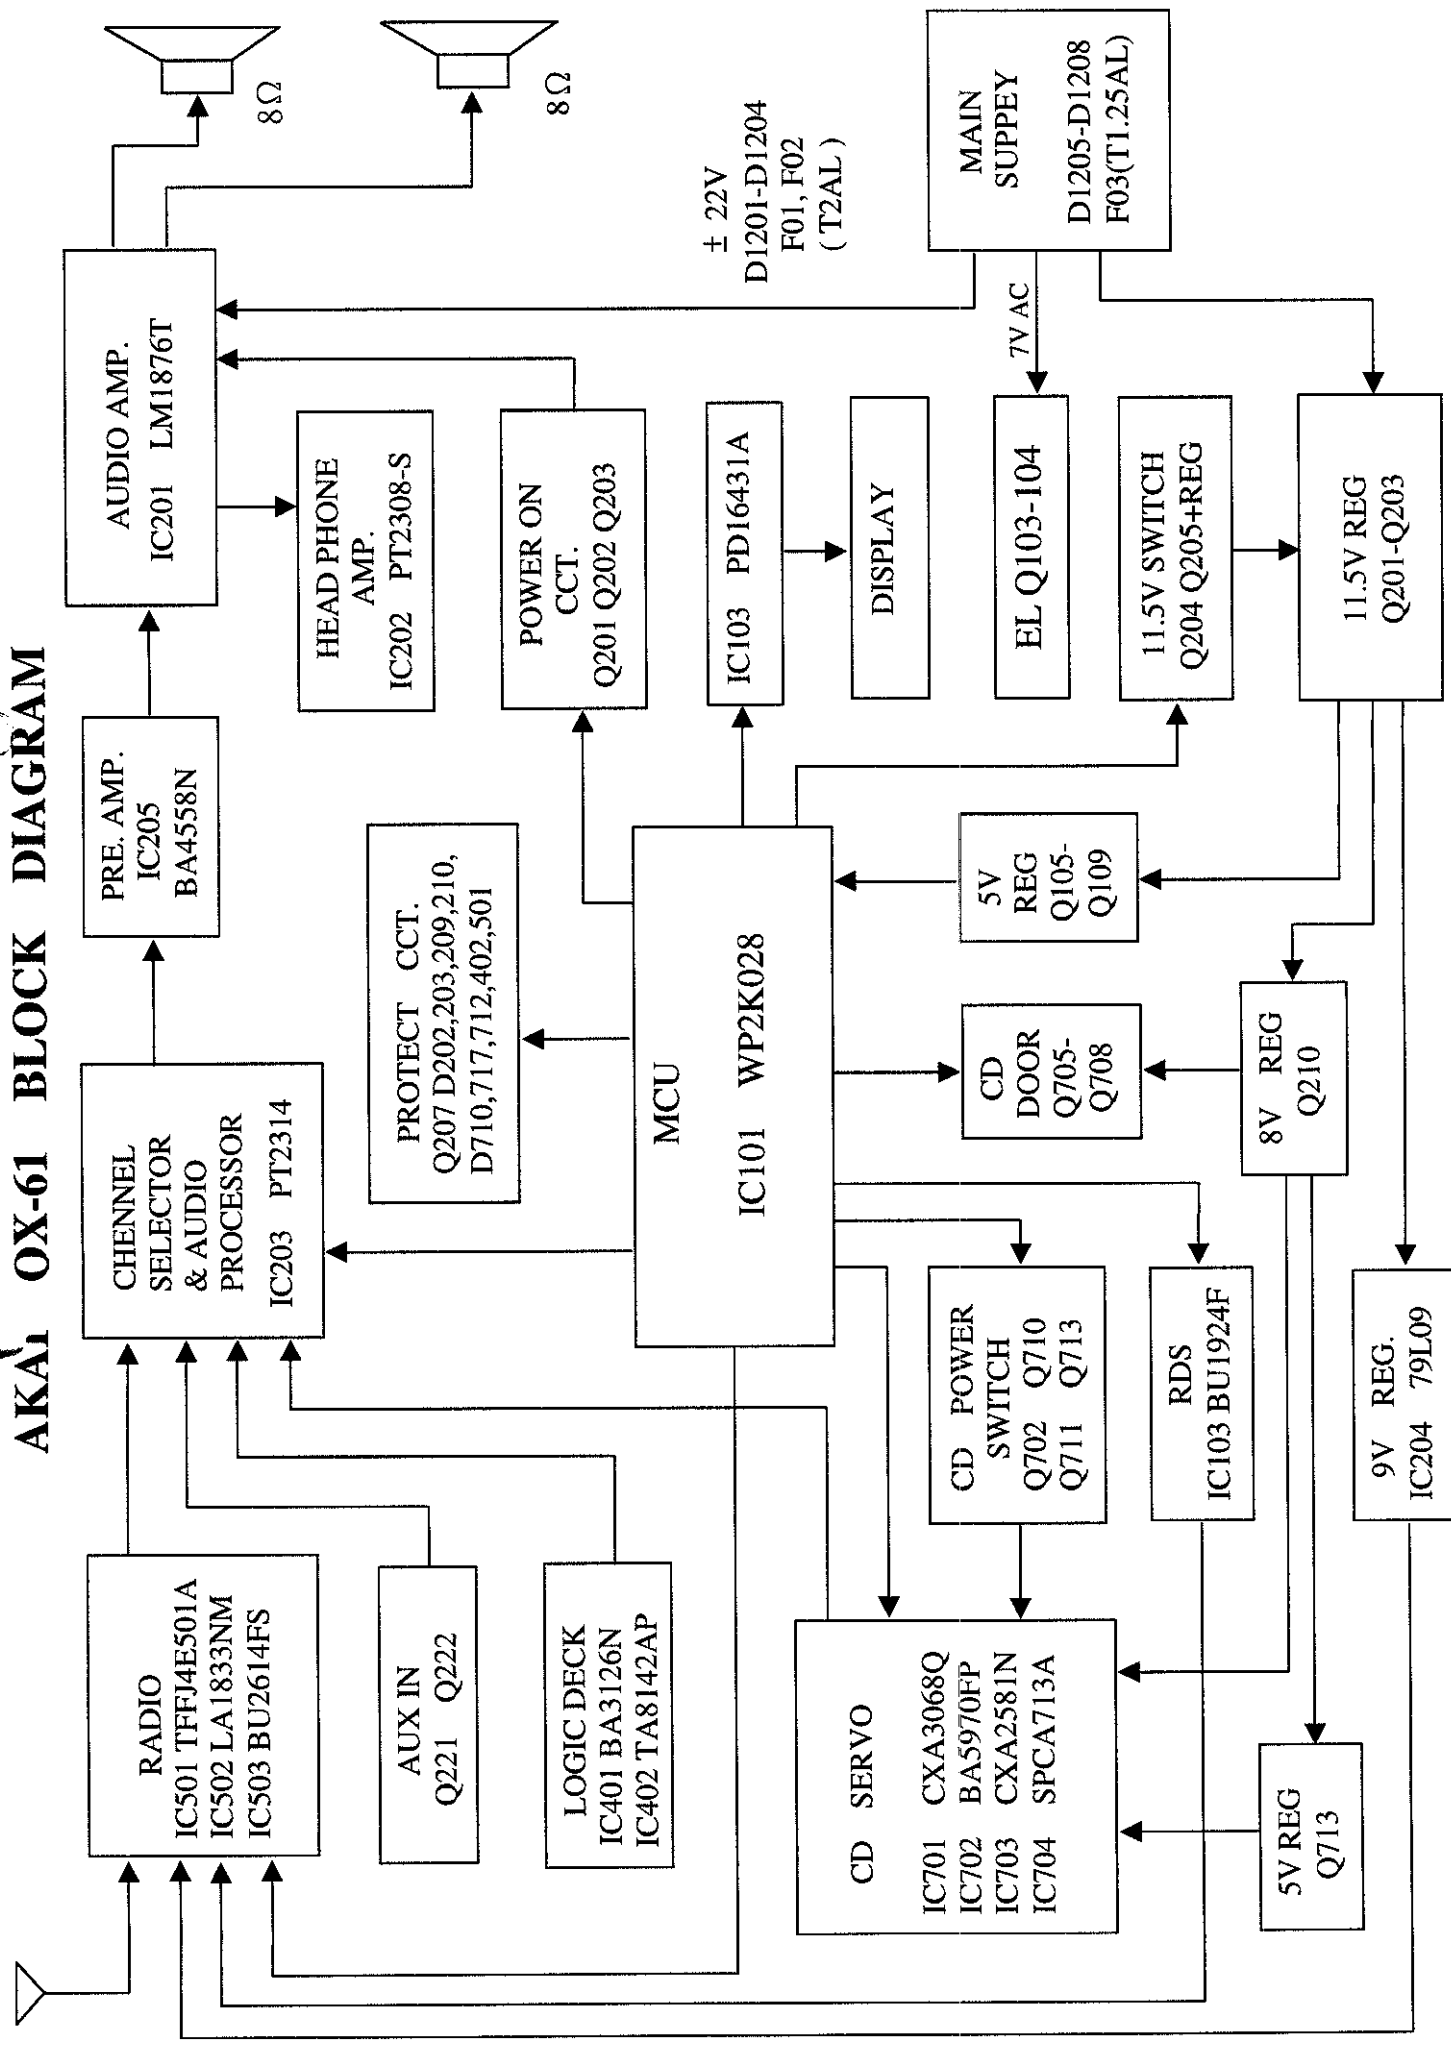 AKAI OX-61 BLOCK DIAGRAM
RADIO
IC501 TFFJ4E501A
IC502 LA1833NM
IC503 BU2614FS
AUX IN
Q221 Q222
LOGIC DECK
IC401 BA3126N
IC402 TA8142AP
CD SERVO
IC701 CXA3068Q
IC702 BA5970FP
IC703 CXA2581N
IC704 SPCA713A
5V REG
Q713
CHENNEL
SELECTOR
& AUDIO
PROCESSOR
IC203 PT2314
PROTECT CCT.
Q207 D202,203,209,210,
D710,717,712,402,501
MCU
IC101 WP2K028
CD POWER
SWITCH
Q702 Q710
Q711 Q713
RDS
IC103 BU1924F
9V REG.
IC204 79L09
PRE. AMP.
IC205
BA4558N
5V
REG
Q105-
Q109
CD
DOOR
Q705-
Q708
8V REG
Q210
AUDIO AMP.
IC201 LM1876T
HEAD PHONE
AMP.
IC202 PT2308-S
POWER ON
CCT.
Q201 Q202 Q203
IC103 PD16431A
DISPLAY
EL Q103-104
11.5V SWITCH
Q204 Q205+REG
11.5V REG
Q201-Q203
8Ω
8Ω
± 22V
D1201-D1204
F01, F02
( T2AL )
7V AC
MAIN
SUPPEY
D1205-D1208
F03(T1.25AL)